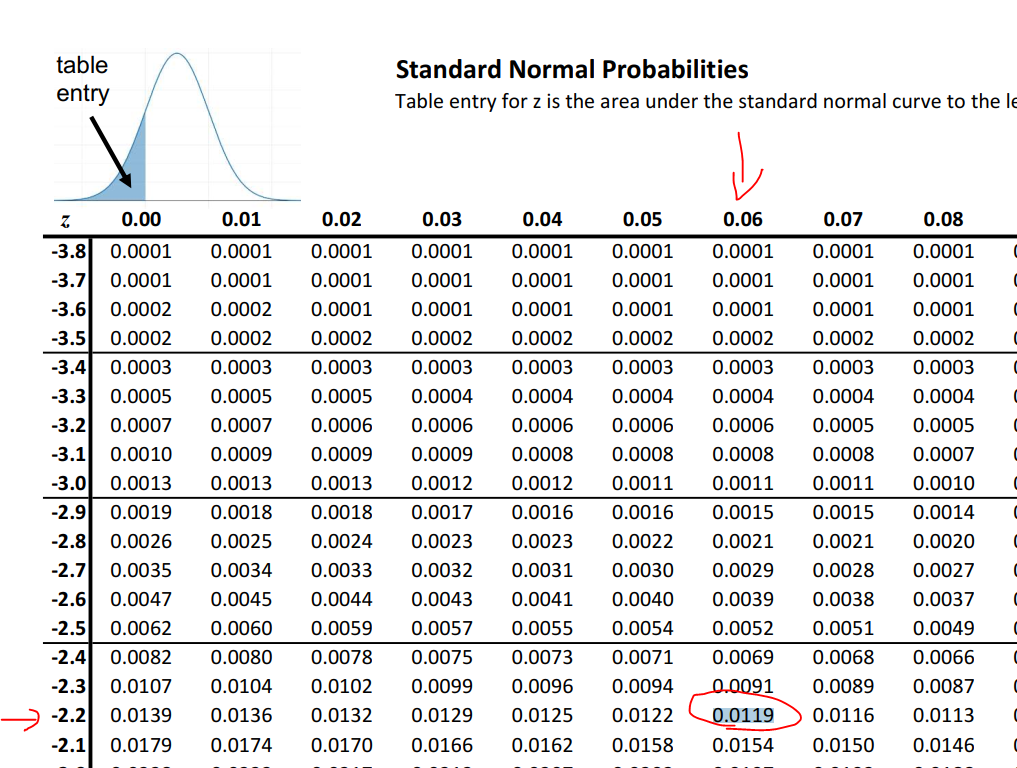 table
entry
Standard Normal Probabilities
Table entry for z is the area under the standard normal curve to the le
z 0.00 0.01 0.02 0.03 0.04 0.05 0.06 0.07 0.08
-3.8 0.0001 0.0001 0.0001 0.0001 0.0001 0.0001 0.0001 0.0001 0.0001
-3.7 0.0001 0.0001 0.0001 0.0001 0.0001 0.0001 0.0001 0.0001 0.0001
-3.6 0.0002 0.0002 0.0001 0.0001 0.0001 0.0001 0.0001 0.0001 0.0001
-3.5 0.0002 0.0002 0.0002 0.0002 0.0002 0.0002 0.0002 0.0002 0.0002
-3.4 0.0003 0.0003 0.0003 0.0003 0.0003 0.0003 0.0003 0.0003 0.0003
-3.3 0.0005 0.0005 0.0005 0.0004 0.0004 0.0004 0.0004 0.0004 0.0004
-3.2 0.0007 0.0007 0.0006 0.0006 0.0006 0.0006 0.0006 0.0005 0.0005
-3.1 0.0010 0.0009 0.0009 0.0009 0.0008 0.0008 0.0008 0.0008 0.0007
-3.0 0.0013 0.0013 0.0013 0.0012 0.0012 0.0011 0.0011 0.0011 0.0010
-2.9 0.0019 0.0018 0.0018 0.0017 0.0016 0.0016 0.0015 0.0015 0.0014
-2.8 0.0026 0.0025 0.0024 0.0023 0.0023 0.0022 0.0021 0.0021 0.0020
-2.7 0.0035 0.0034 0.0033 0.0032 0.0031 0.0030 0.0029 0.0028 0.0027
-2.6 0.0047 0.0045 0.0044 0.0043 0.0041 0.0040 0.0039 0.0038 0.0037
-2.5 0.0062 0.0060 0.0059 0.0057 0.0055 0.0054 0.0052 0.0051 0.0049
-2.4 0.0082 0.0080 0.0078 0.0075 0.0073 0.0071 0.0069 0.0068 0.0066
-2.3 0.0107 0.0104 0.0102 0.0099 0.0096 0.0094 0.0091 0.0089 0.0087
-2.2 0.0139 0.0136 0.0132 0.0129 0.0125 0.0122 0.0119 0.0116 0.0113
-2.1 0.0179 0.0174 0.0170 0.0166 0.0162 0.0158 0.0154 0.0150 0.0146